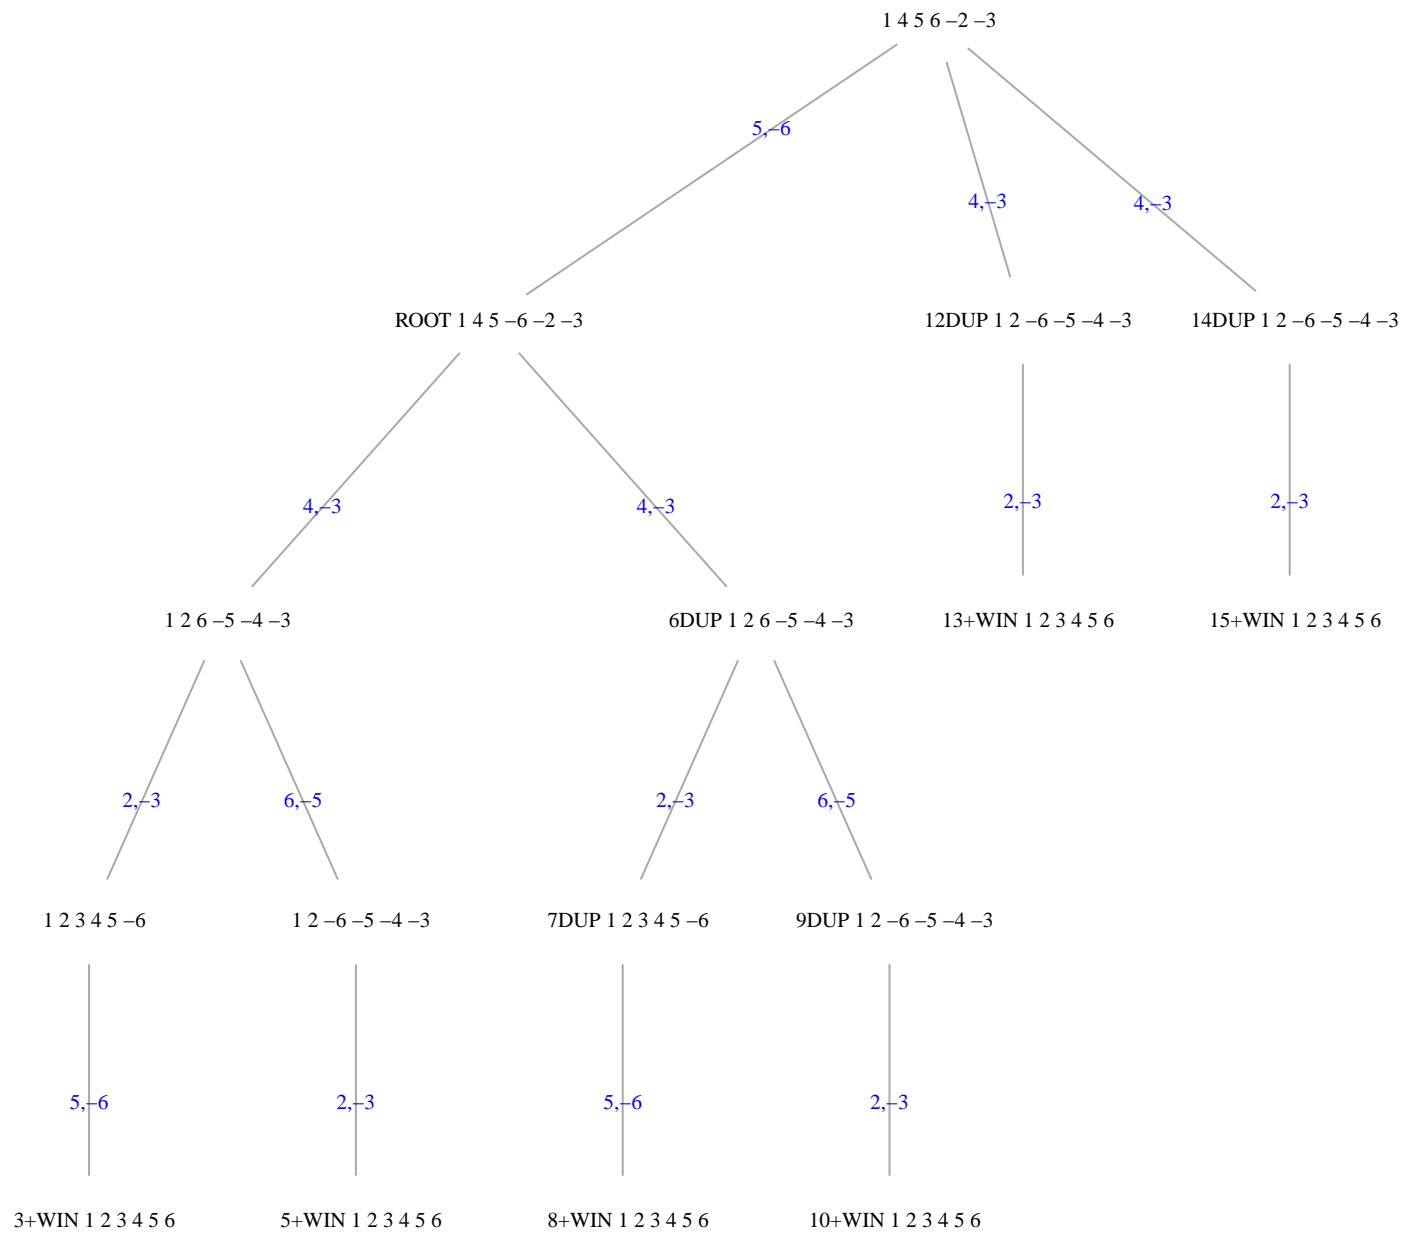 1 4 5 6 –2 –3
5,–6
4,–3
4,–3
ROOT 1 4 5 –6 –2 –3
12DUP 1 2 –6 –5 –4 –3
14DUP 1 2 –6 –5 –4 –3
4,–3
4,–3
2,–3
2,–3
1 2 6 –5 –4 –3
6DUP 1 2 6 –5 –4 –3
13+WIN 1 2 3 4 5 6
15+WIN 1 2 3 4 5 6
2,–3
6,–5
2,–3
6,–5
1 2 3 4 5 –6
1 2 –6 –5 –4 –3
7DUP 1 2 3 4 5 –6
9DUP 1 2 –6 –5 –4 –3
5,–6
2,–3
5,–6
2,–3
3+WIN 1 2 3 4 5 6
5+WIN 1 2 3 4 5 6
8+WIN 1 2 3 4 5 6
10+WIN 1 2 3 4 5 6